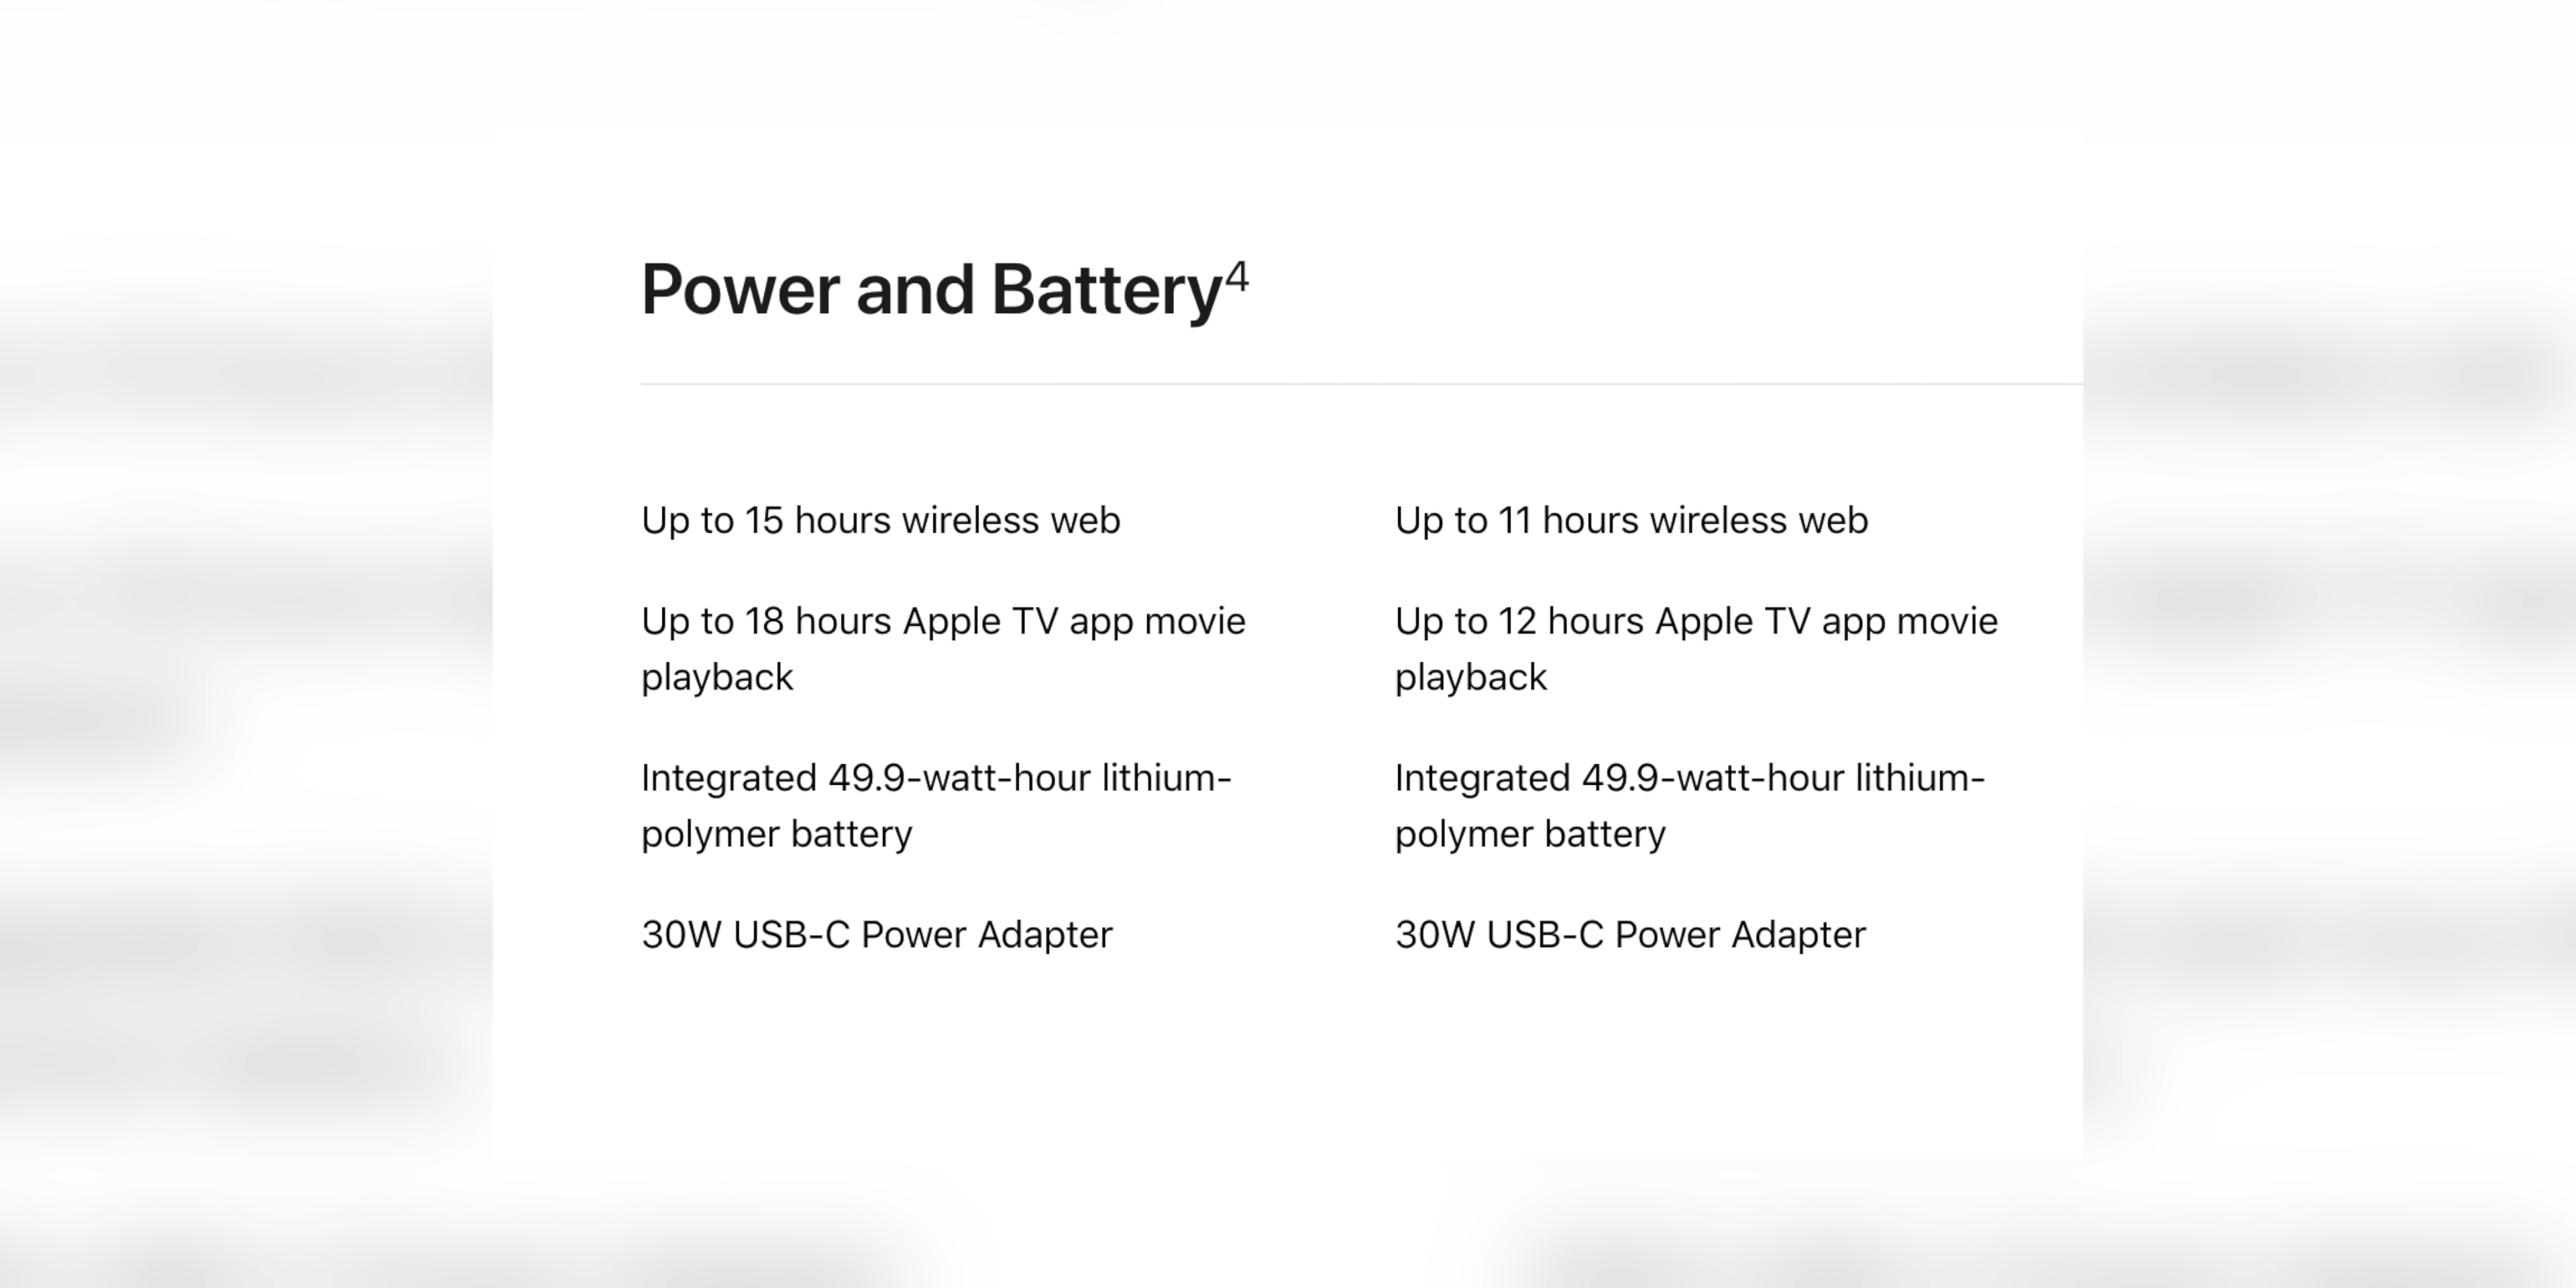 Power and Battery4
Up to 15 hours wireless web
Up to 18 hours Apple TV app movie
playback
Integrated 49.9-watt-hour lithium-
polymer battery
30W USB-C Power Adapter
Up to 11 hours wireless web
Up to 12 hours Apple TV app movie
playback
Integrated 49.9-watt-hour lithium-
polymer battery
30W USB-C Power Adapter